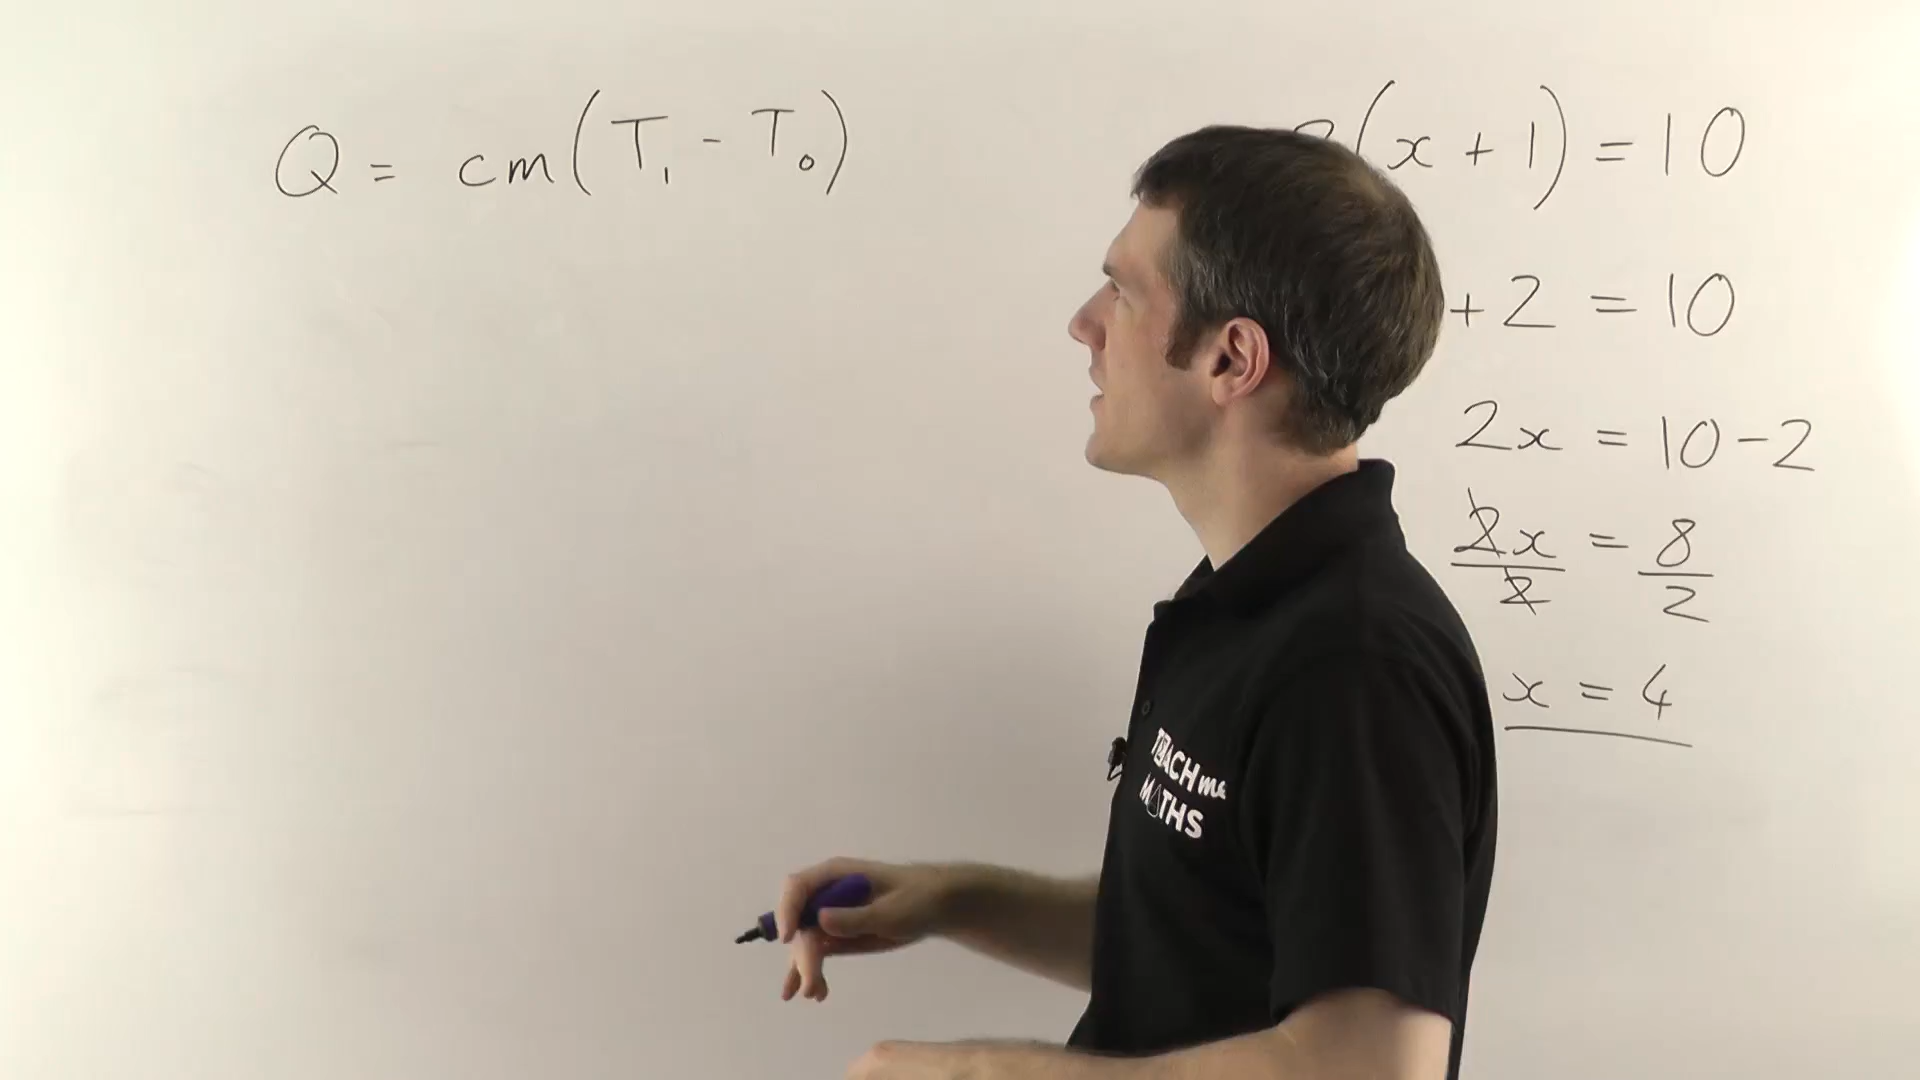 Q = cm(T₁ - T₀)
(x + 1) = 10
+ 2 = 10
2x = 10 - 2
2x/2 = 8/2
x = 4
TEACH me
MATHS